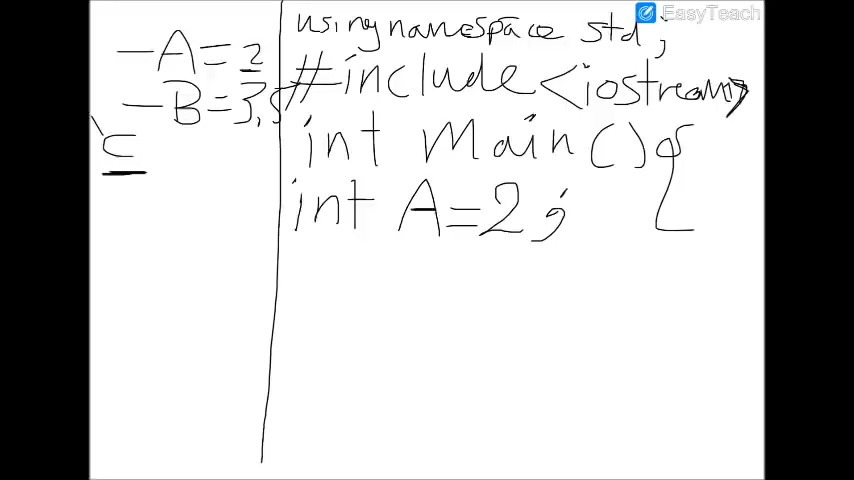 EasyTeach
-A=2
-B=3,5
C
using namespace std;
#include <iostream>
int main() {
int A=2;